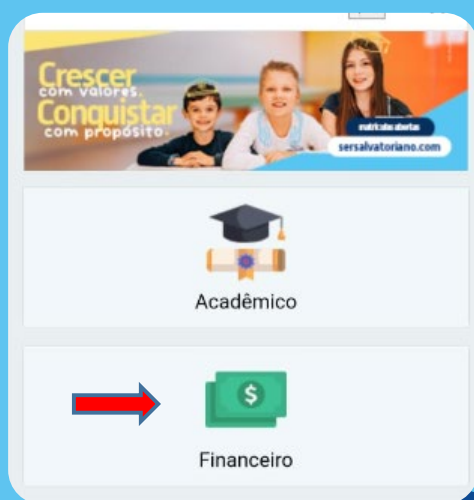 Crescer
com valores.
Conquistar
com propósito.
matrículas abertas
sersalvatoriano.com
Acadêmico
$
Financeiro